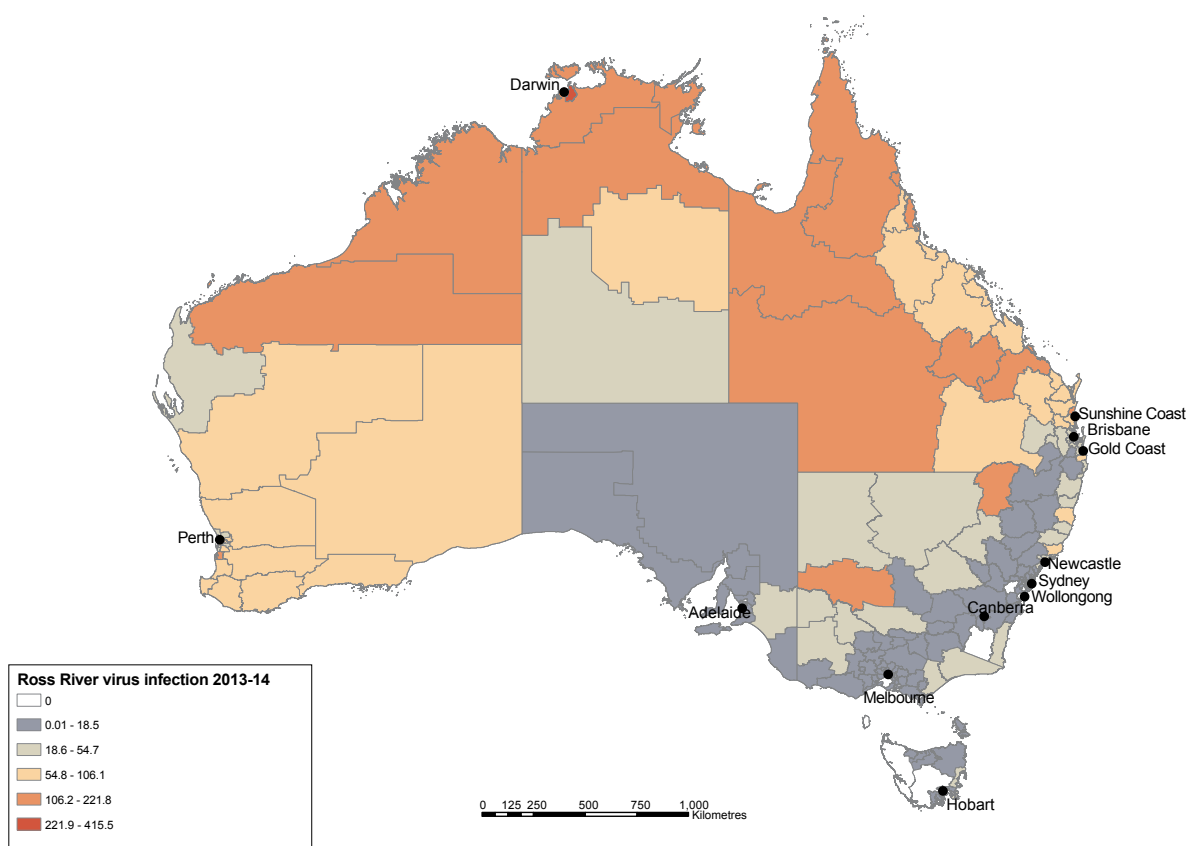 Darwin
Sunshine Coast
Brisbane
Gold Coast
Perth
Newcastle
Sydney
Wollongong
Canberra
Adelaide
Melbourne
Hobart
Ross River virus infection 2013-14
0
0.01 - 18.5
18.6 - 54.7
54.8 - 106.1
106.2 - 221.8
221.9 - 415.5
0 125 250 500 750 1,000
Kilometres